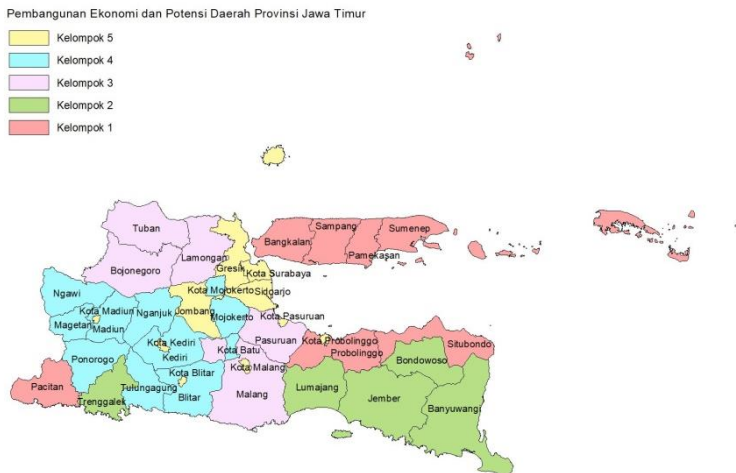 Pembangunan Ekonomi dan Potensi Daerah Provinsi Jawa Timur
Kelompok 5
Kelompok 4
Kelompok 3
Kelompok 2
Kelompok 1
Tuban
Lamongan
Bojonegoro
Gresik
Kota Surabaya
Bangkalan
Sampang
Pamekasan
Sumenep
Ngawi
Kota Madiun
Magetan
Madiun
Nganjuk
Jombang
Kota Mojokerto
Mojokerto
Sidoarjo
Kota Pasuruan
Pasuruan
Kota Probolinggo
Probolinggo
Situbondo
Bondowoso
Ponorogo
Kota Kediri
Kediri
Kota Batu
Kota Malang
Malang
Kota Blitar
Blitar
Tulungagung
Trenggalek
Pacitan
Lumajang
Jember
Banyuwangi